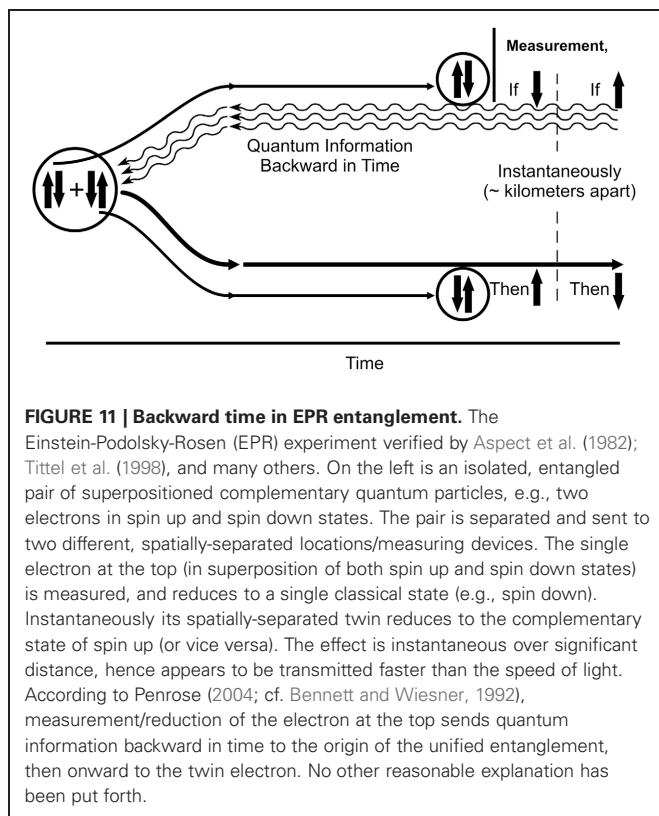 Measurement,
If
If
Quantum Information
Backward in Time
Instantaneously
(~ kilometers apart)
+
Then
Then
Time
FIGURE 11 | Backward time in EPR entanglement. The
Einstein-Podolsky-Rosen (EPR) experiment verified by Aspect et al. (1982);
Tittel et al. (1998), and many others. On the left is an isolated, entangled
pair of superpositioned complementary quantum particles, e.g., two
electrons in spin up and spin down states. The pair is separated and sent to
two different, spatially-separated locations/measuring devices. The single
electron at the top (in superposition of both spin up and spin down states)
is measured, and reduces to a single classical state (e.g., spin down).
Instantaneously its spatially-separated twin reduces to the complementary
state of spin up (or vice versa). The effect is instantaneous over significant
distance, hence appears to be transmitted faster than the speed of light.
According to Penrose (2004; cf. Bennett and Wiesner, 1992),
measurement/reduction of the electron at the top sends quantum
information backward in time to the origin of the unified entanglement,
then onward to the twin electron. No other reasonable explanation has
been put forth.